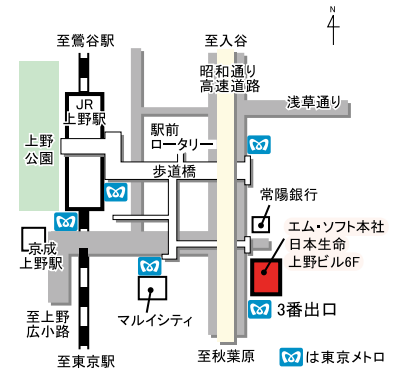 N
至鶯谷駅
至入谷
昭和通り
高速道路
JR
上野駅
浅草通り
駅前
ロータリー
上野
公園
歩道橋
常陽銀行
エム・ソフト本社
日本生命
上野ビル6F
京成
上野駅
3番出口
マルイシティ
至上野
広小路
至東京駅
至秋葉原
は東京メトロ